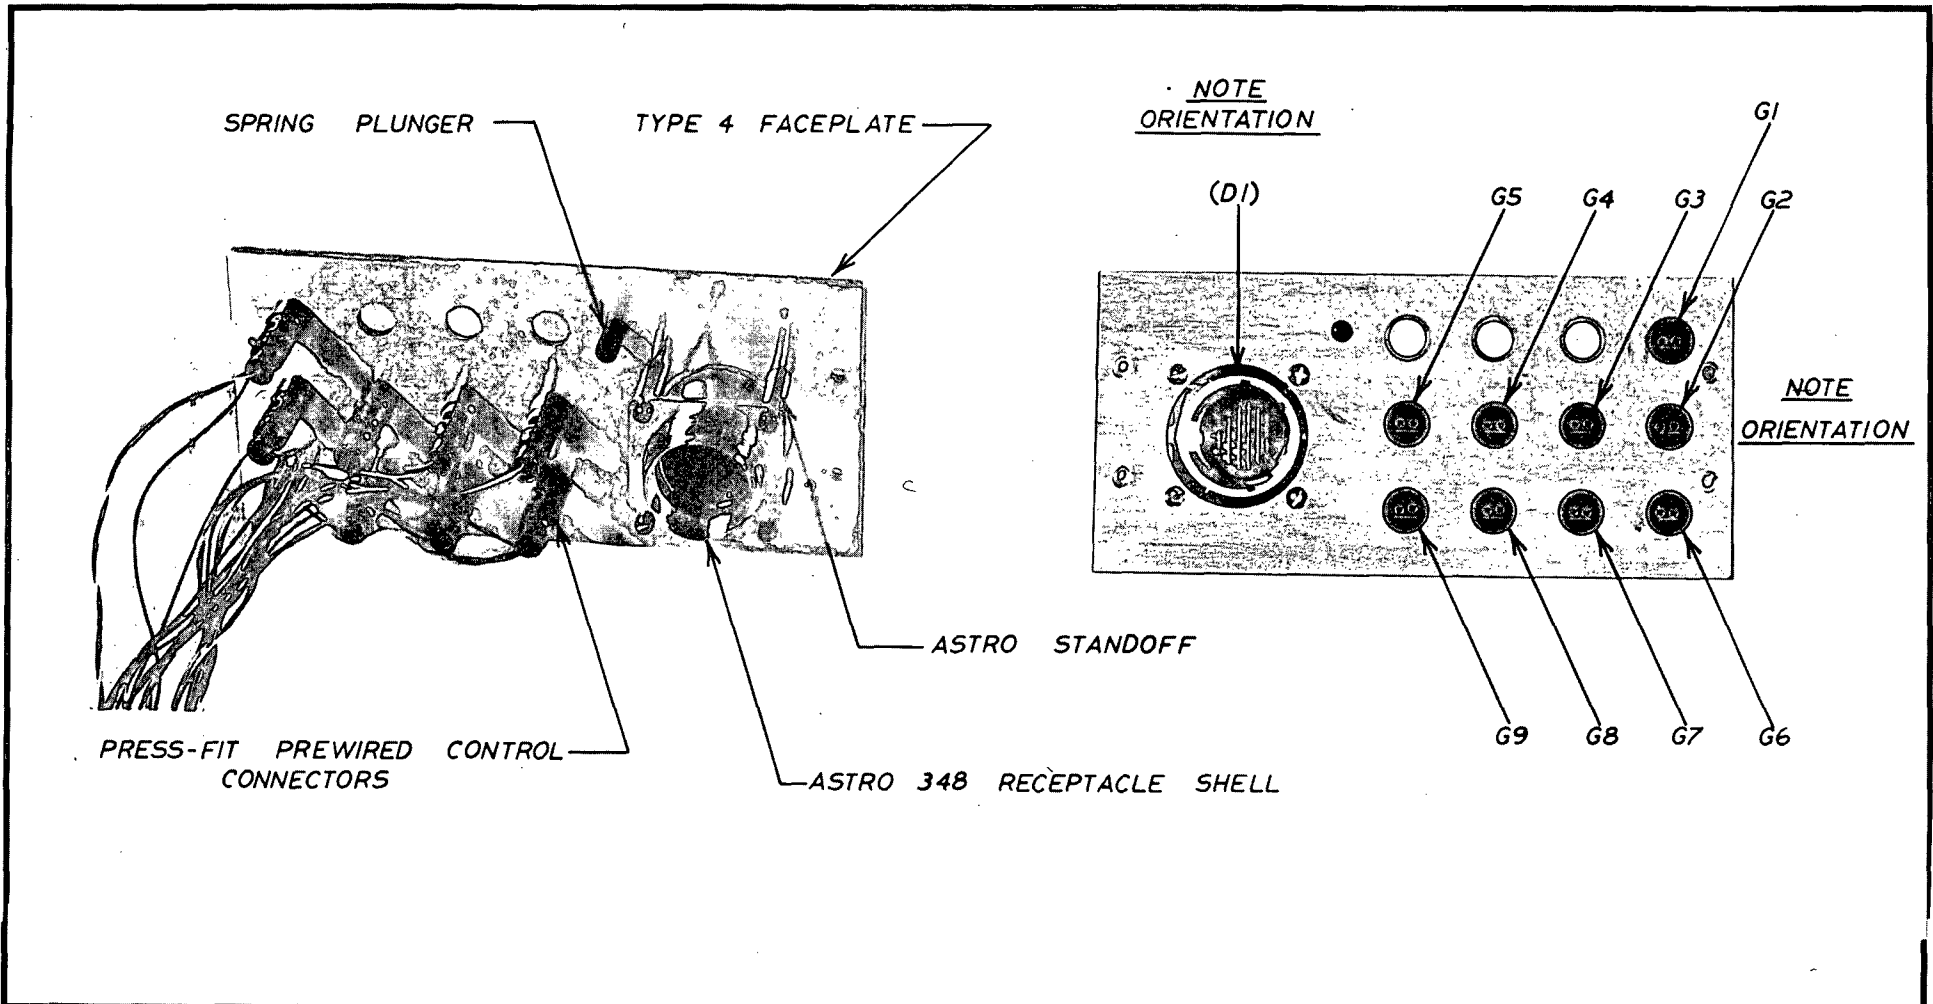 NOTE
ORIENTATION
SPRING PLUNGER
TYPE 4 FACEPLATE
G1
(D1)
G5
G4
G3
G2
NOTE
ORIENTATION
ASTRO STANDOFF
PRESS-FIT PREWIRED CONTROL
CONNECTORS
ASTRO 348 RECEPTACLE SHELL
G9
G8
G7
G6